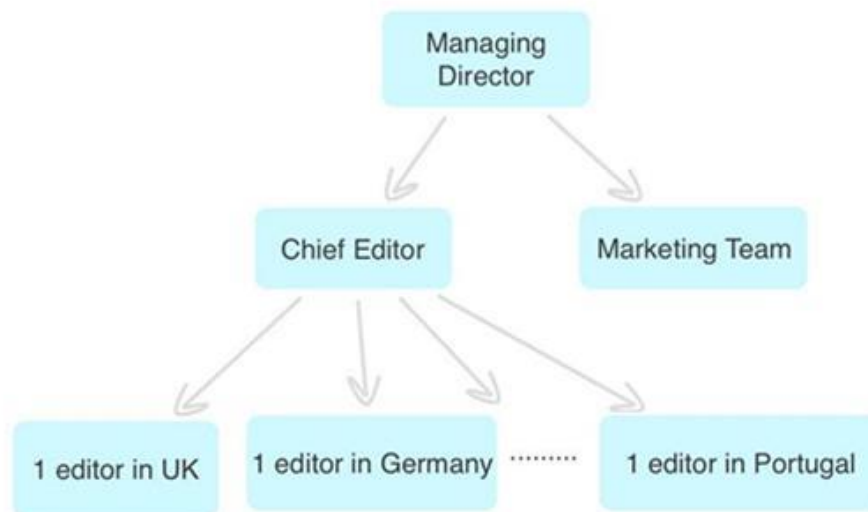 Managing
Director
Chief Editor
Marketing Team
1 editor in UK
1 editor in Germany
.........
1 editor in Portugal